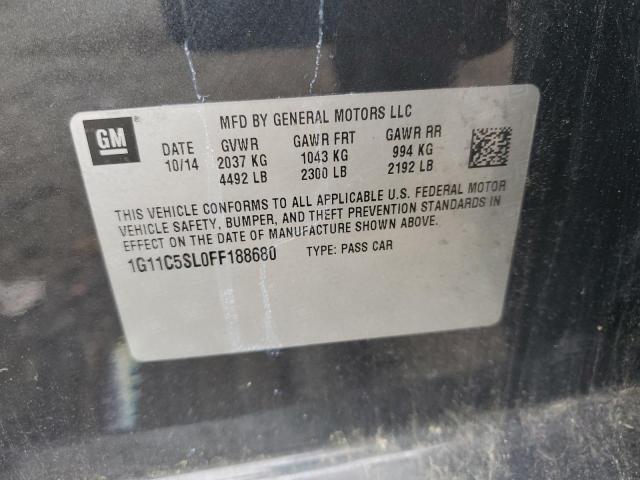 MFD BY GENERAL MOTORS LLC
GM
DATE GVWR GAWR FRT GAWR RR
10/14 2037 KG 1043 KG 994 KG
4492 LB 2300 LB 2192 LB
THIS VEHICLE CONFORMS TO ALL APPLICABLE U.S. FEDERAL MOTOR
VEHICLE SAFETY, BUMPER, AND THEFT PREVENTION STANDARDS IN
EFFECT ON THE DATE OF MANUFACTURE SHOWN ABOVE.
1G11C5SL0FF188680 TYPE: PASS CAR